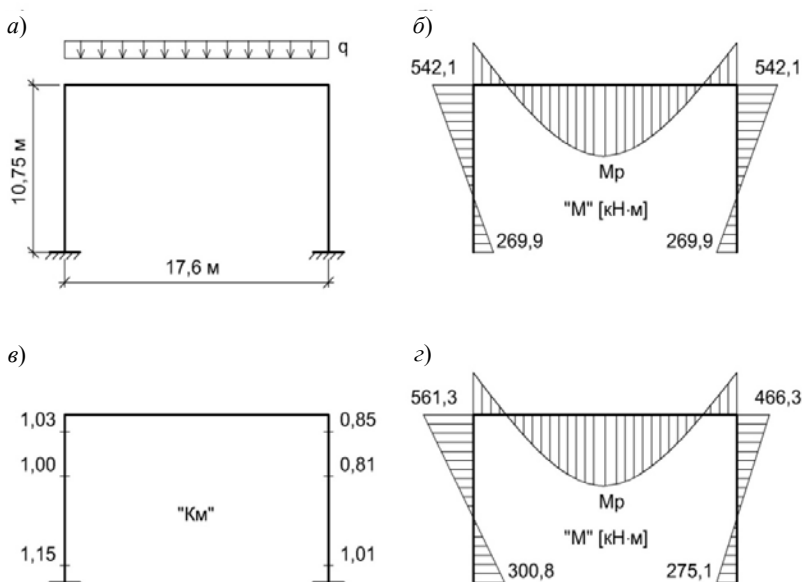 а)
q
10,75 м
17,6 м
б)
542,1
542,1
Mp
"М" [кН·м]
269,9
269,9
в)
1,03
0,85
1,00
0,81
"Км"
1,15
1,01
г)
561,3
466,3
Mp
"М" [кН·м]
300,8
275,1